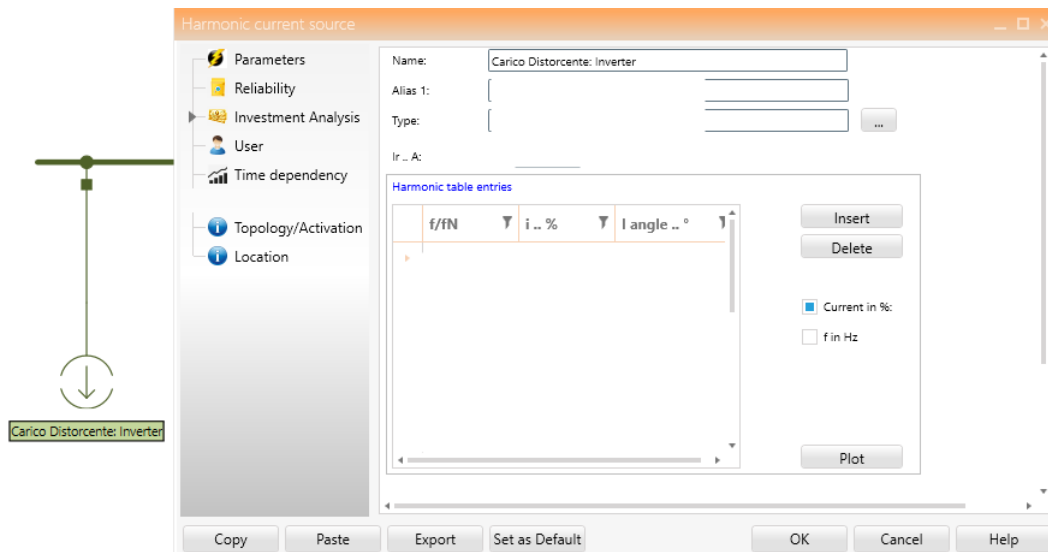 Harmonic current source
Parameters
Reliability
Investment Analysis
User
Time dependency
Topology/Activation
Location
Name: Carico Distorcente: Inverter
Alias 1:
Type: ...
Ir .. A:
Harmonic table entries
f/fN i .. % I angle .. °
Insert
Delete
Current in %:
f in Hz
Plot
Carico Distorcente: Inverter
Copy Paste Export Set as Default OK Cancel Help